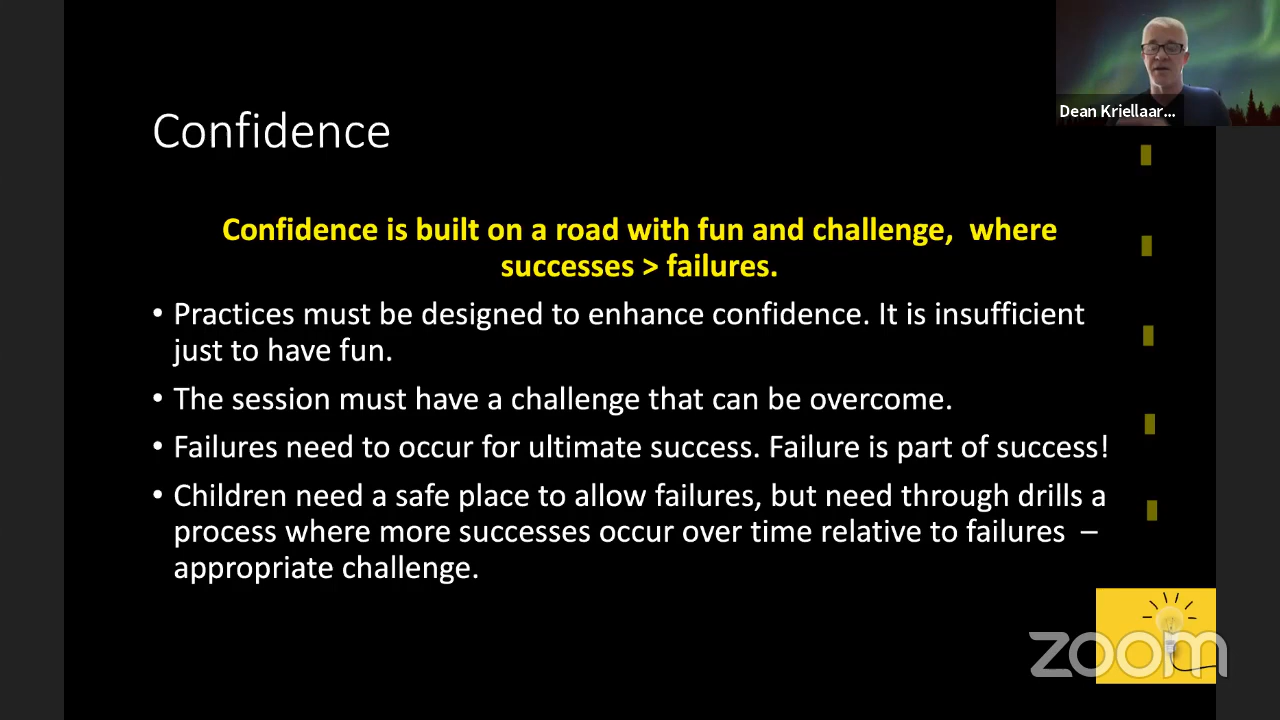 Dean Kriellaar...
Confidence
Confidence is built on a road with fun and challenge,  where
successes > failures.
• Practices must be designed to enhance confidence. It is insufficient
just to have fun.
• The session must have a challenge that can be overcome.
• Failures need to occur for ultimate success. Failure is part of success!
• Children need a safe place to allow failures, but need through drills a
process where more successes occur over time relative to failures  –
appropriate challenge.
zoom